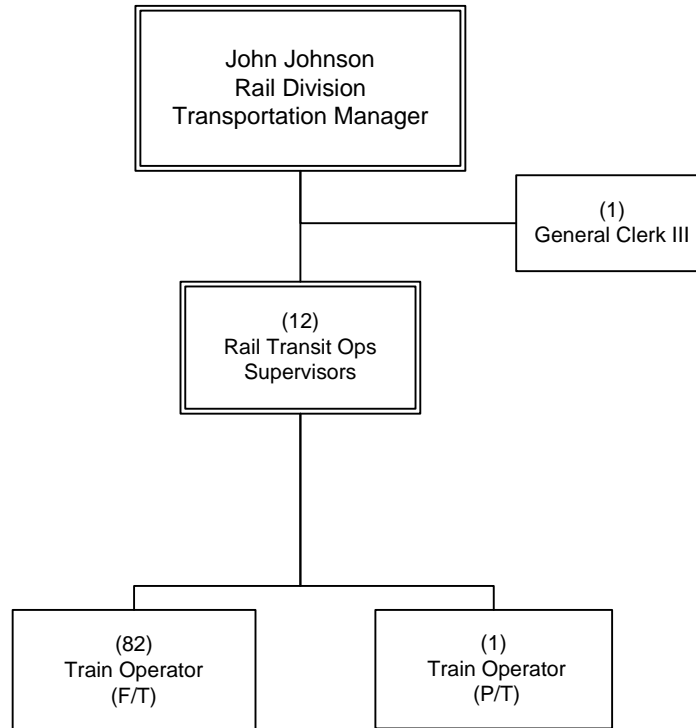 John Johnson
Rail Division
Transportation Manager
(1)
General Clerk III
(12)
Rail Transit Ops
Supervisors
(82)
Train Operator
(F/T)
(1)
Train Operator
(P/T)